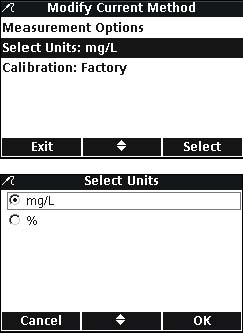 Modify Current Method
Measurement Options
Select Units: mg/L
Calibration: Factory
Exit Select
Select Units
mg/L
%
Cancel OK